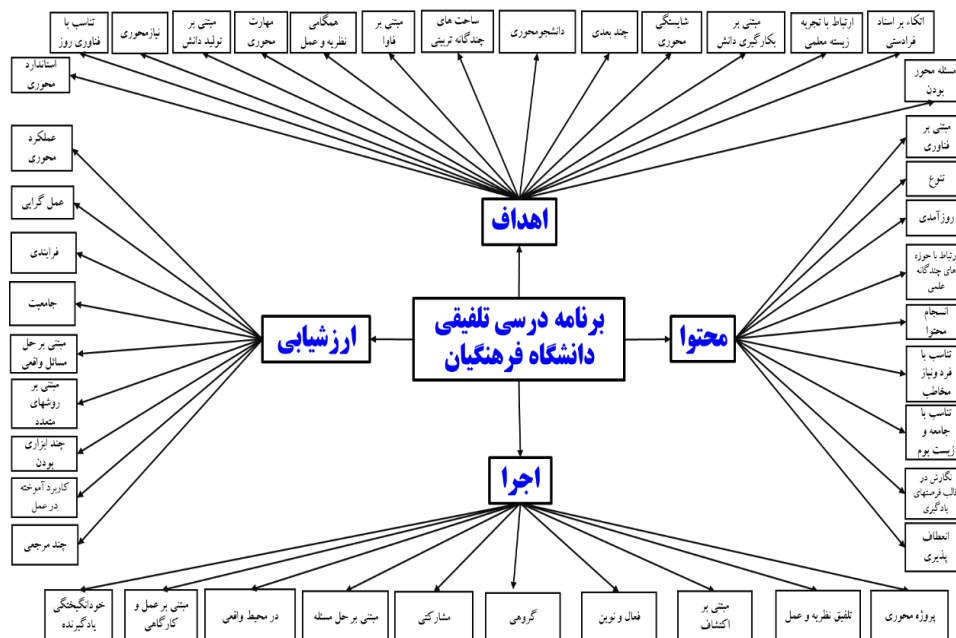 اتکاء بر اسناد
فرادستی
ارتباط با تجربه
زیسته معلمی
مبتنی بر
بکارگیری دانش
شایستگی
محوری
چند بعدی
دانشجومحوری
ساحت های
چندگانه تربیتی
مبتنی بر
فاوا
همگامی
نظریه و عمل
مهارت
محوری
مبتنی بر
تولید دانش
نیازمحوری
تناسب با
فناوری روز
استاندارد
محوری
مسئله محور
بودن
اهداف
برنامه درسی تلفیقی
دانشگاه فرهنگیان
محتوا
مبتنی بر
فناوری
تنوع
روزآمدی
ارتباط با حوزه
های چندگانه
علمی
انسجام
محتوا
تناسب با
فرد ونیاز
مخاطب
تناسب با
جامعه و
زیست بوم
نگارش در
قالب فرصتهای
یادگیری
انعطاف
پذیری
ارزشیابی
عملکرد
محوری
عمل گرایی
فرایندی
جامعیت
مبتنی بر حل
مسائل واقعی
مبتنی بر
روشهای
متعدد
چند ابزاری
بودن
کاربرد آموخته
در عمل
چند مرجعی
اجرا
پروژه محوری
تلفیق نظریه و عمل
مبتنی بر
اکتشاف
فعال و نوین
گروهی
مشارکتی
مبتنی بر حل مسئله
در محیط واقعی
مبتنی بر عمل و
کارگاهی
خودانگیختگی
یادگیرنده